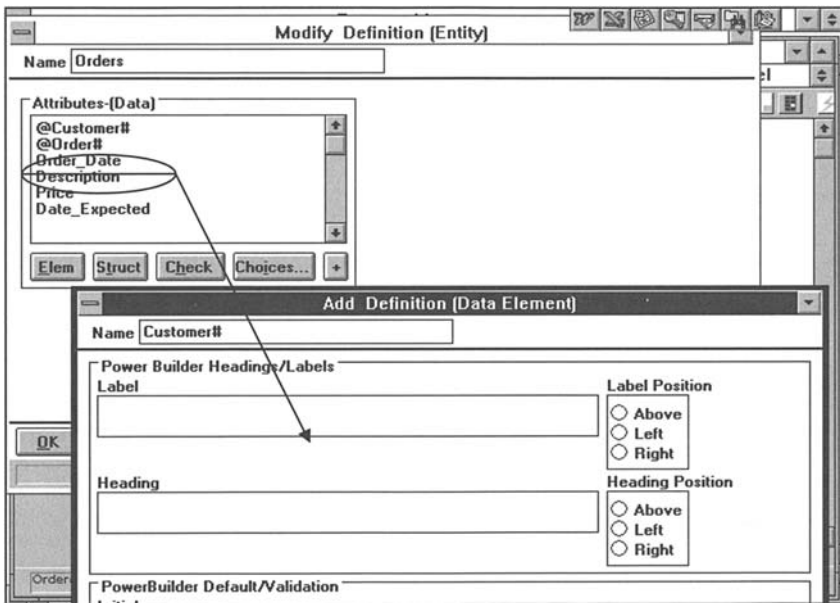 Modify Definition (Entity)
Name Orders
Attributes-(Data)
@Customer#
@Order#
Order_Date
Description
Price
Date_Expected
Elem Struct Check Choices... +
Add Definition (Data Element)
Name Customer#
Power Builder Headings/Labels
Label
Label Position
Above
Left
Right
OK
Heading
Heading Position
Above
Left
Right
PowerBuilder Default/Validation